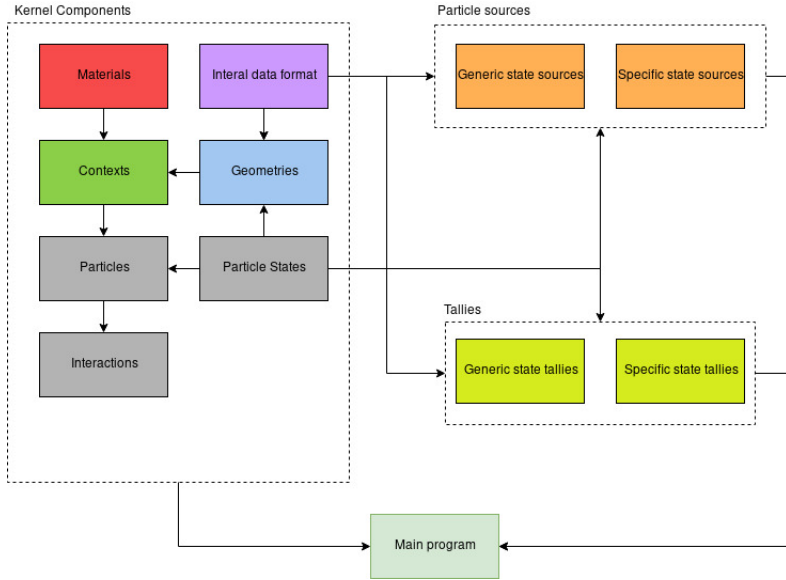 Kernel Components
Particle sources
Materials
Interal data format
Generic state sources
Specific state sources
Contexts
Geometries
Particles
Particle States
Tallies
Interactions
Generic state tallies
Specific state tallies
Main program